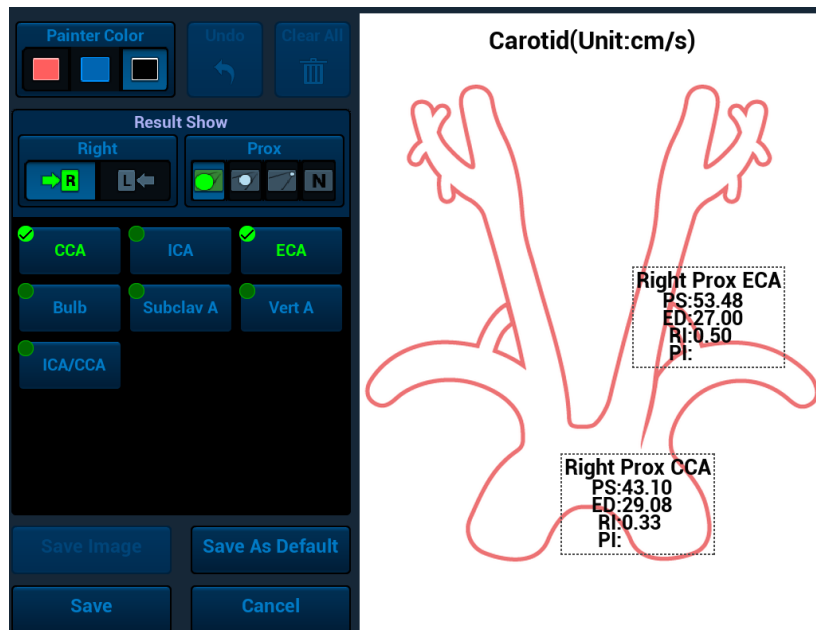 Painter Color
Undo
Clear All
Result Show
Right
Prox
R
L
N
CCA
ICA
ECA
Bulb
Subclav A
Vert A
ICA/CCA
Save Image
Save As Default
Save
Cancel
Carotid(Unit:cm/s)
Right Prox ECA
PS:53.48
ED:27.00
RI:0.50
PI:
Right Prox CCA
PS:43.10
ED:29.08
RI:0.33
PI: